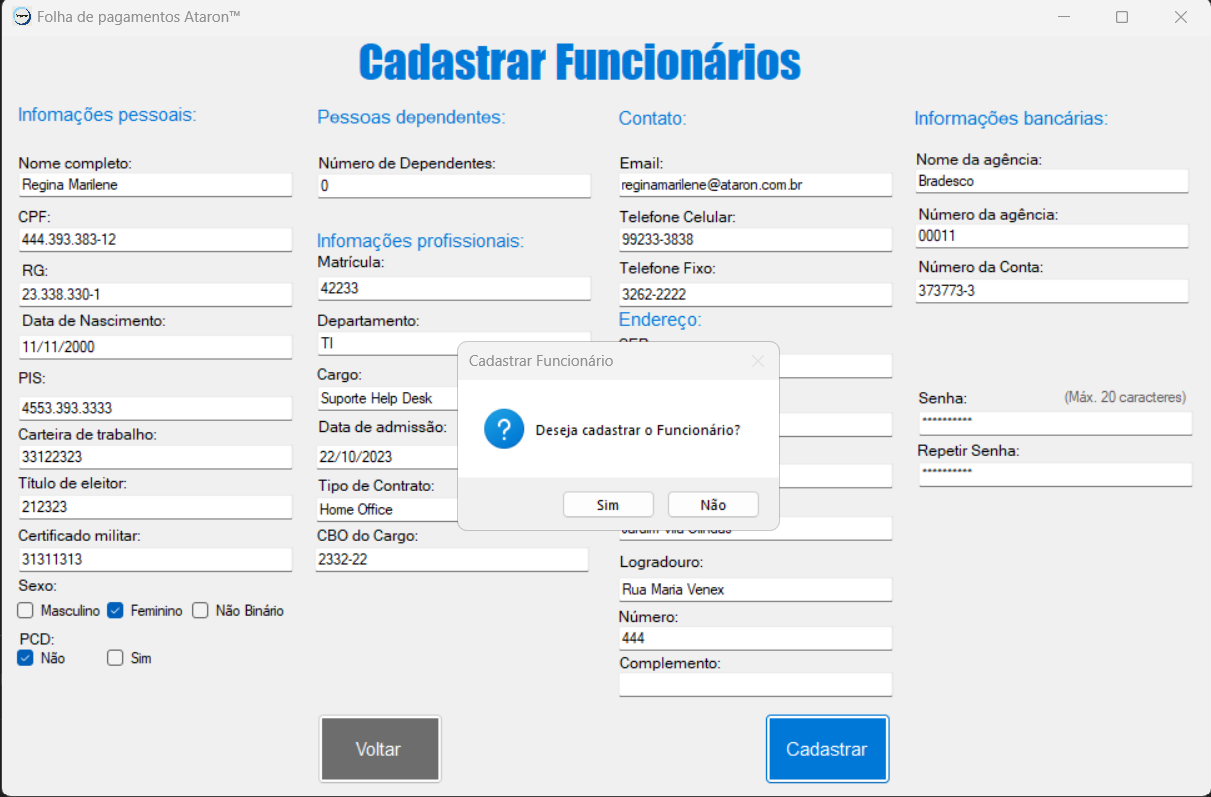 Folha de pagamentos Ataron™
Cadastrar Funcionários
Infomações pessoais:
Nome completo:
Regina Marilene
CPF:
444.393.383-12
RG:
23.338.330-1
Data de Nascimento:
11/11/2000
PIS:
4553.393.3333
Carteira de trabalho:
33122323
Título de eleitor:
212323
Certificado militar:
31311313
Sexo:
Masculino Feminino Não Binário
PCD:
Não Sim
Pessoas dependentes:
Número de Dependentes:
0
Infomações profissionais:
Matrícula:
42233
Departamento:
TI
Cargo:
Suporte Help Desk
Data de admissão:
22/10/2023
Tipo de Contrato:
Home Office
CBO do Cargo:
2332-22
Contato:
Email:
reginamarilene@ataron.com.br
Telefone Celular:
99233-3838
Telefone Fixo:
3262-2222
Endereço:
Logradouro:
Rua Maria Venex
Número:
444
Complemento:
Informações bancárias:
Nome da agência:
Bradesco
Número da agência:
00011
Número da Conta:
373773-3
Senha: (Máx. 20 caracteres)
**********
Repetir Senha:
**********
Cadastrar Funcionário
Deseja cadastrar o Funcionário?
Sim Não
Voltar
Cadastrar